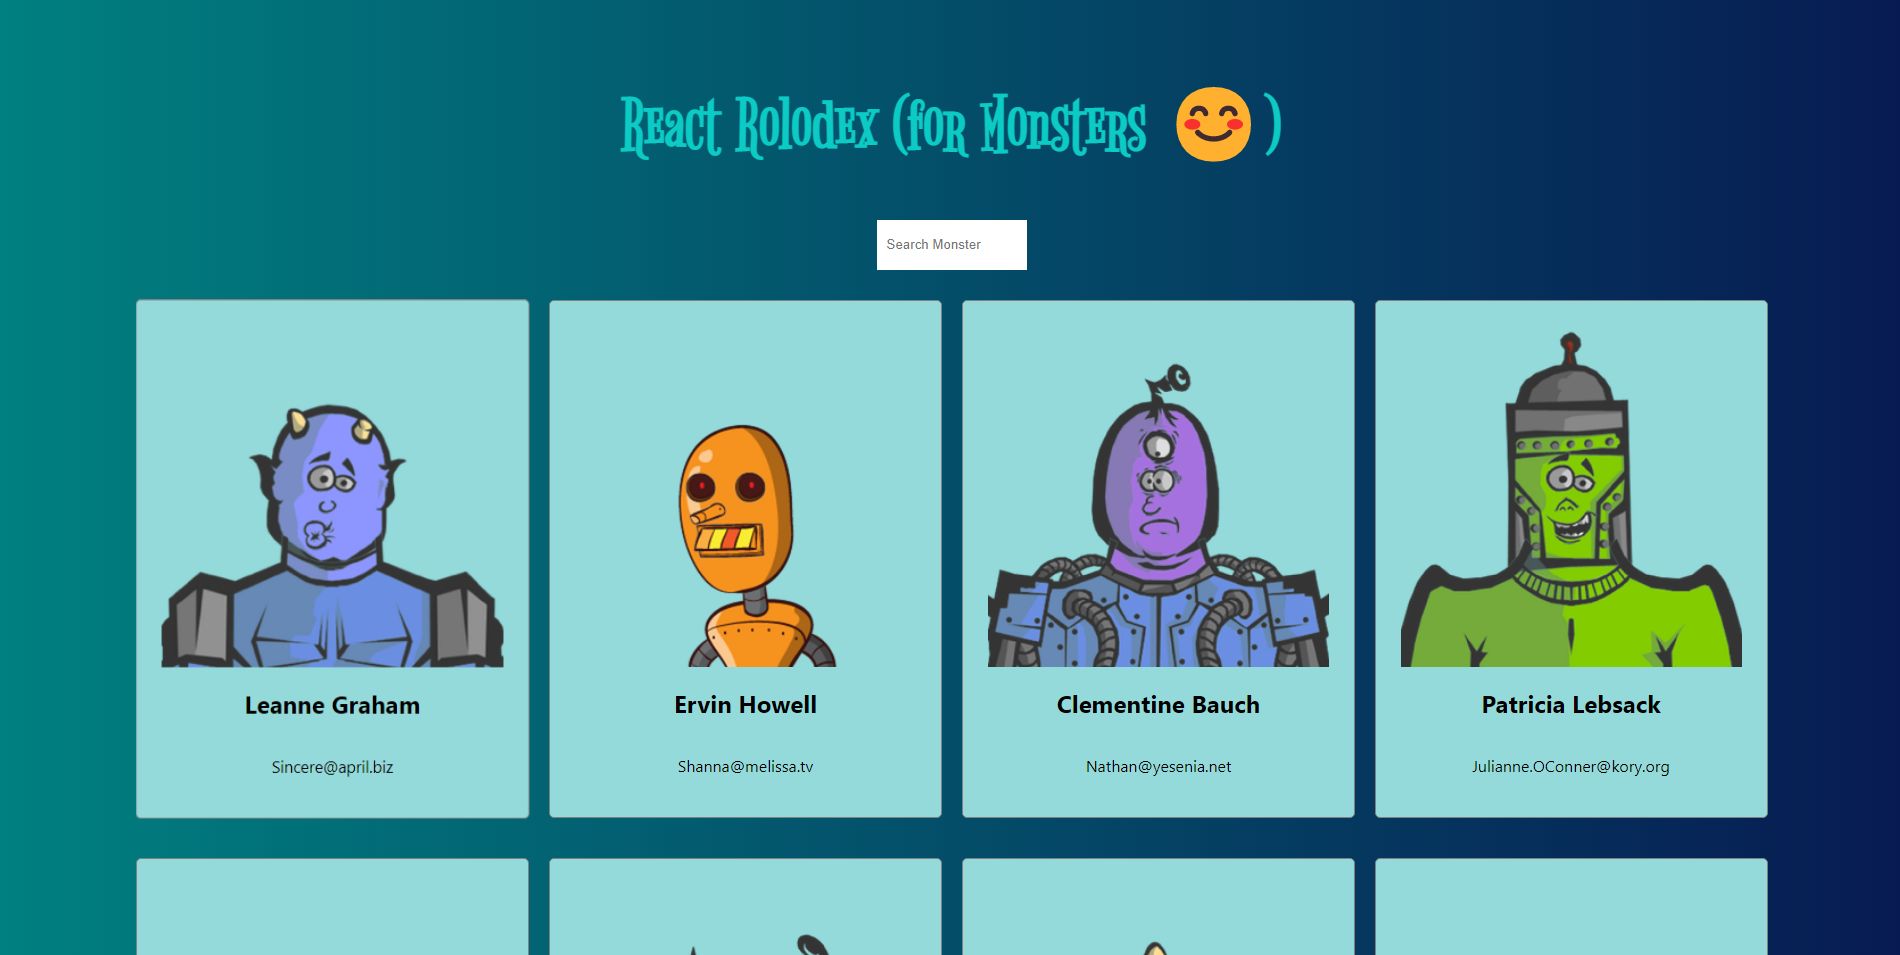 React Rolodex (for Monsters 😊 )
Search Monster
Leanne Graham
Ervin Howell
Clementine Bauch
Patricia Lebsack
Sincere@april.biz
Shanna@melissa.tv
Nathan@yesenia.net
Julianne.OConner@kory.org